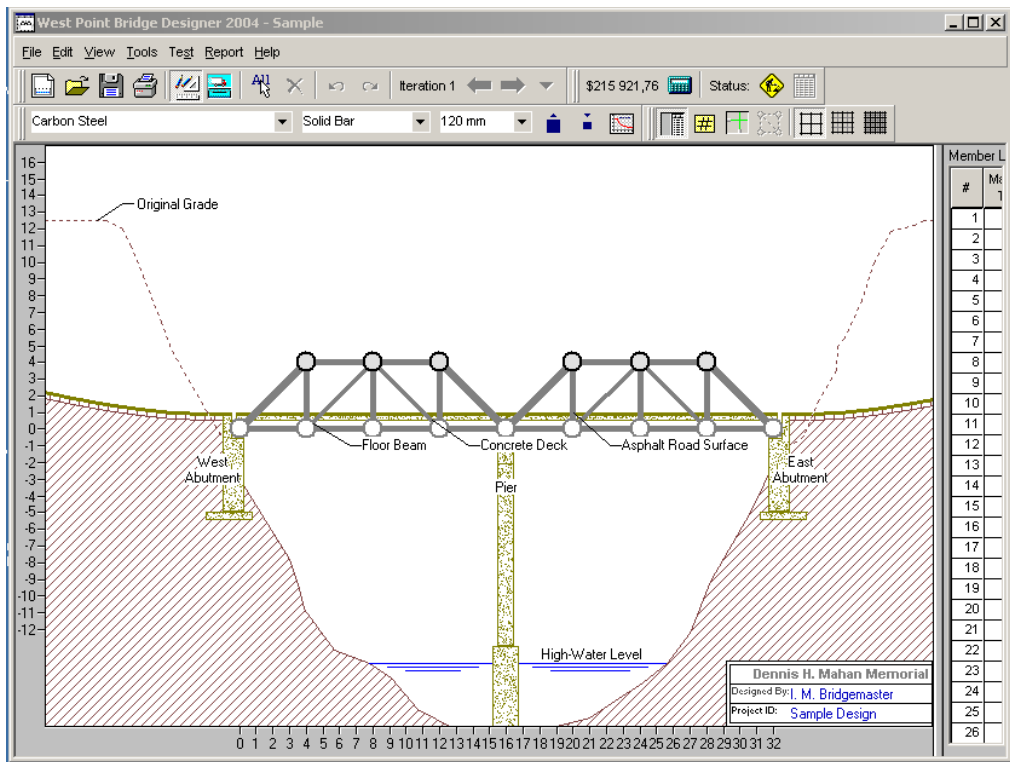 West Point Bridge Designer 2004 - Sample
File Edit View Tools Test Report Help
All Iteration 1 $215 921,76 Status:
Carbon Steel Solid Bar 120 mm
Member L
# Ma
T
16
15
14
13
12
11
10
9
8
7
6
5
4
3
2
1
0
-1
-2
-3
-4
-5
-6
-7
-8
-9
-10
-11
-12
Original Grade
Floor Beam Concrete Deck Asphalt Road Surface
West
Abutment
Pier
East
Abutment
High-Water Level
Dennis H. Mahan Memorial
Designed By: I. M. Bridgemaster
Project ID: Sample Design
0 1 2 3 4 5 6 7 8 9 10 11 12 13 14 15 16 17 18 19 20 21 22 23 24 25 26 27 28 29 30 31 32
1
2
3
4
5
6
7
8
9
10
11
12
13
14
15
16
17
18
19
20
21
22
23
24
25
26